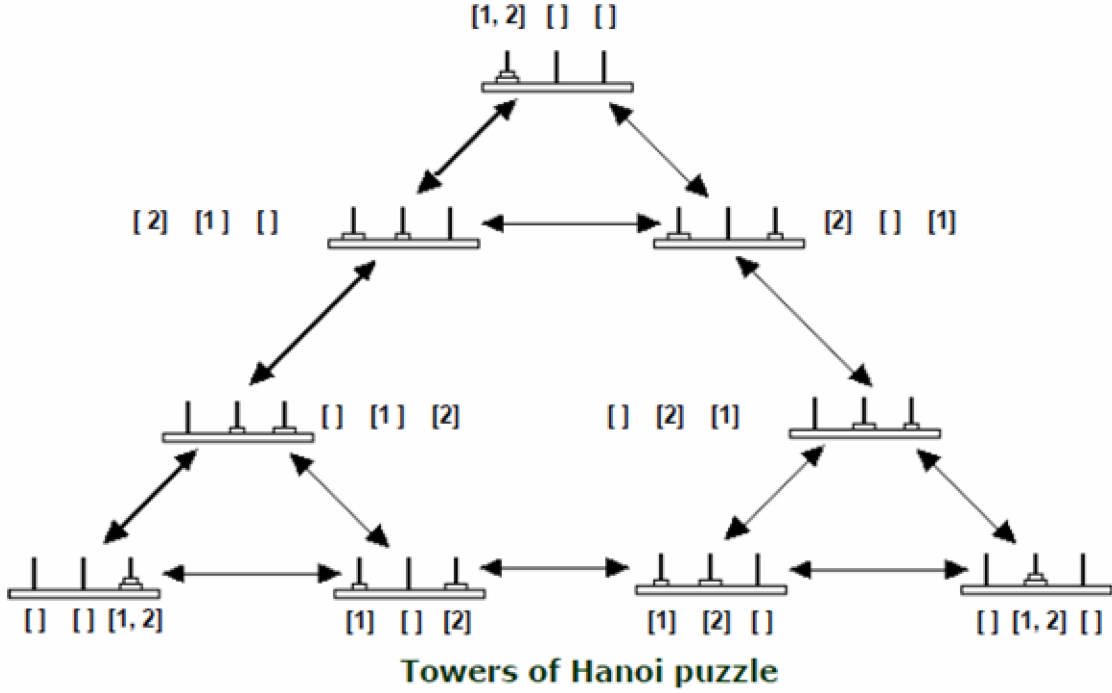 [1, 2] [ ] [ ]
[ 2] [1 ] [ ] [2] [ ] [1]
[ ] [1 ] [2] [ ] [2] [1]
[ ] [ ] [1, 2] [1] [ ] [2] [1] [2] [ ] [ ] [1, 2] [ ]
Towers of Hanoi puzzle